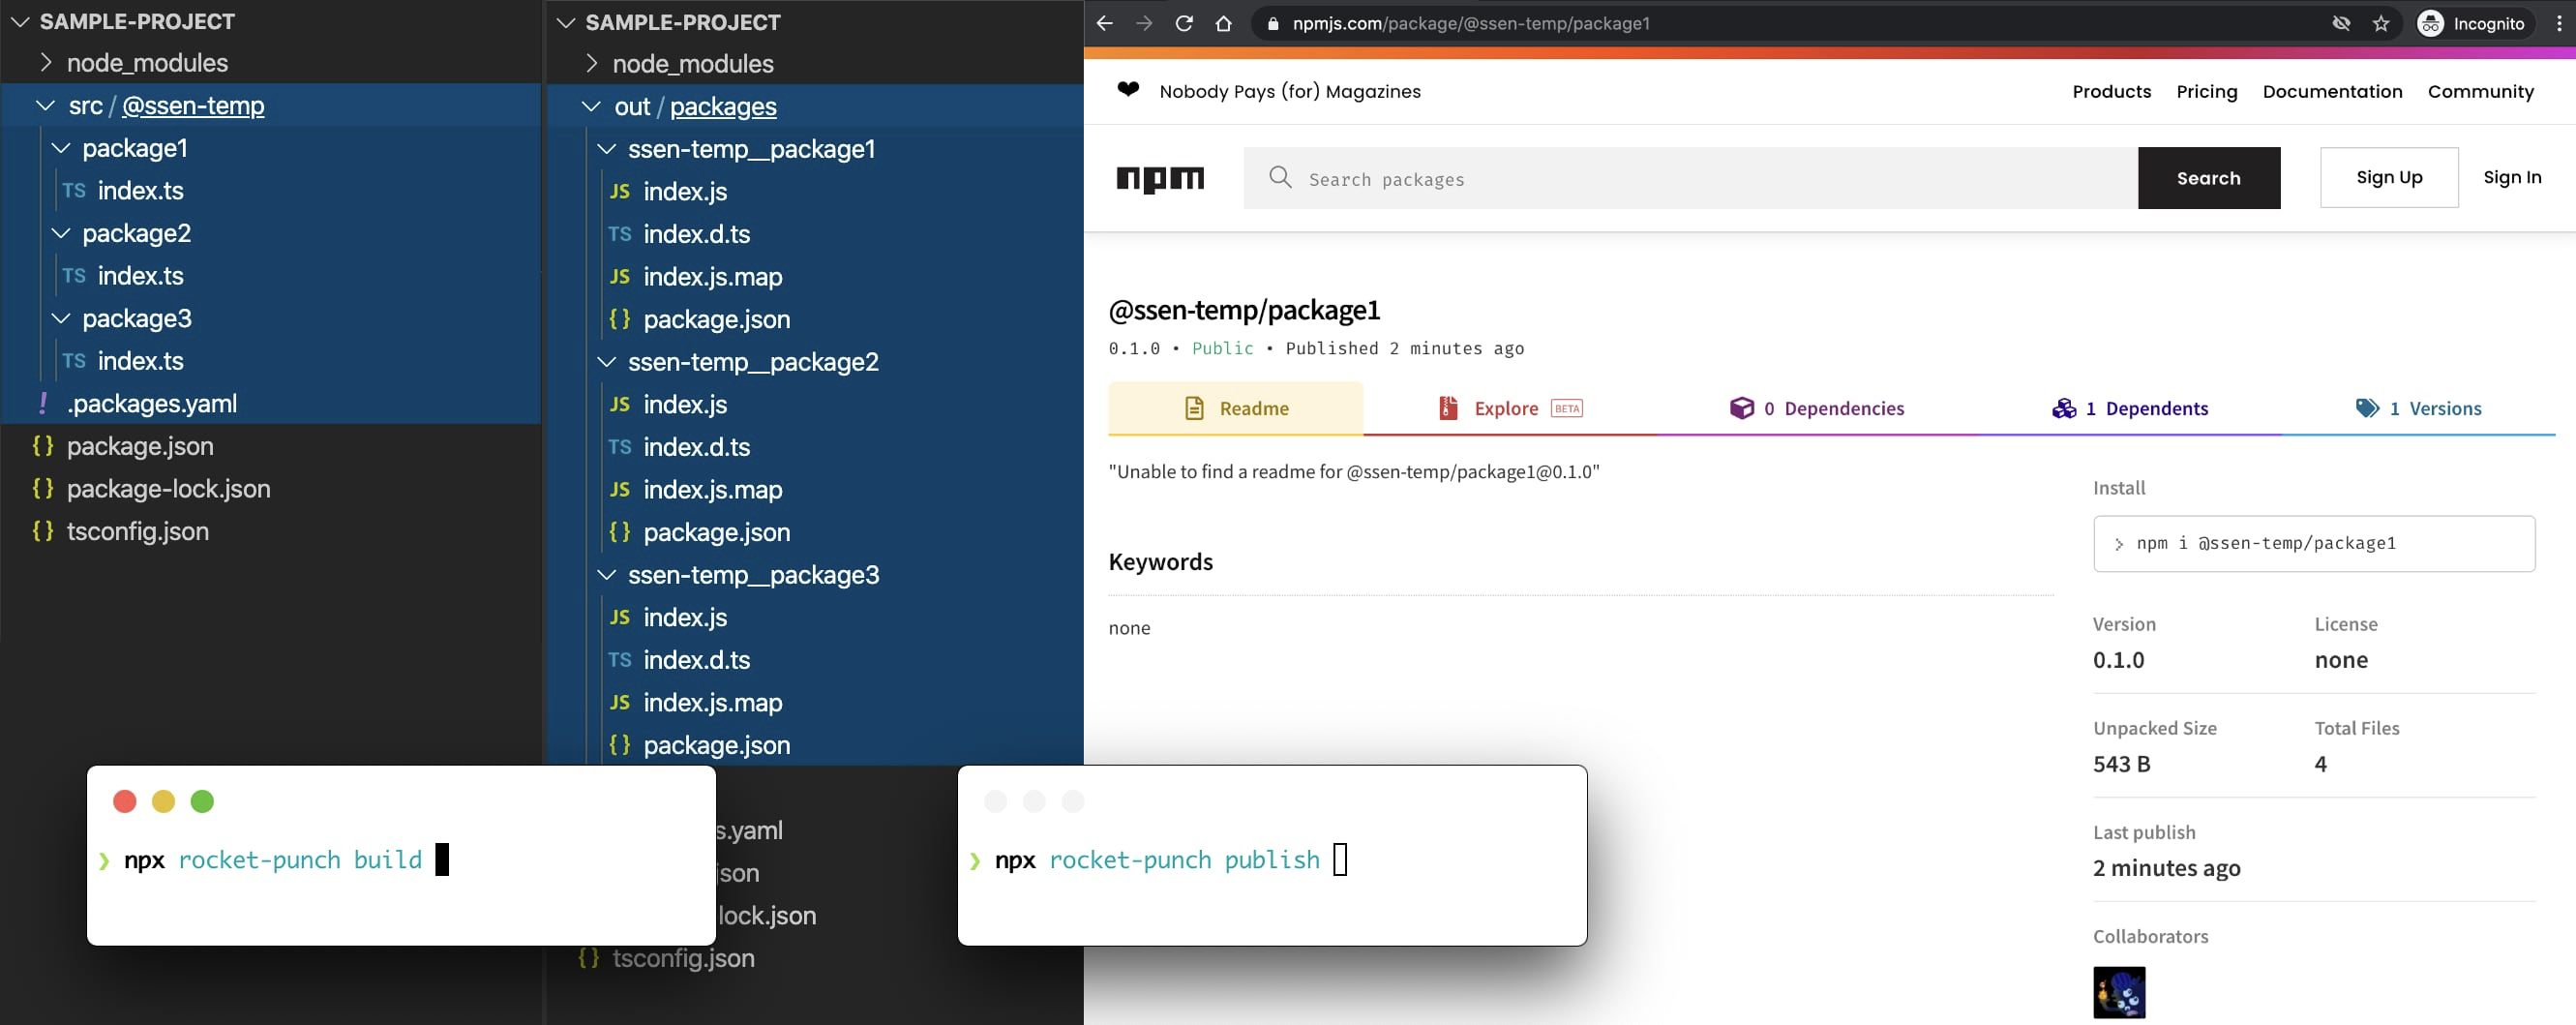 SAMPLE-PROJECT
node_modules
src / @ssen-temp
package1
TS index.ts
package2
TS index.ts
package3
TS index.ts
! .packages.yaml
{} package.json
{} package-lock.json
{} tsconfig.json
❯ npx rocket-punch build
SAMPLE-PROJECT
node_modules
out / packages
ssen-temp__package1
JS index.js
TS index.d.ts
JS index.js.map
{} package.json
ssen-temp__package2
JS index.js
TS index.d.ts
JS index.js.map
{} package.json
ssen-temp__package3
JS index.js
TS index.d.ts
JS index.js.map
{} package.json
s.yaml
json
lock.json
{} tsconfig.json
❯ npx rocket-punch publish
npmjs.com/package/@ssen-temp/package1
Incognito
❤ Nobody Pays (for) Magazines
Products Pricing Documentation Community
npm
Search packages
Search
Sign Up
Sign In
@ssen-temp/package1
0.1.0 • Public • Published 2 minutes ago
Readme
Explore BETA
0 Dependencies
1 Dependents
1 Versions
"Unable to find a readme for @ssen-temp/package1@0.1.0"
Keywords
none
Install
> npm i @ssen-temp/package1
Version License
0.1.0 none
Unpacked Size Total Files
543 B 4
Last publish
2 minutes ago
Collaborators